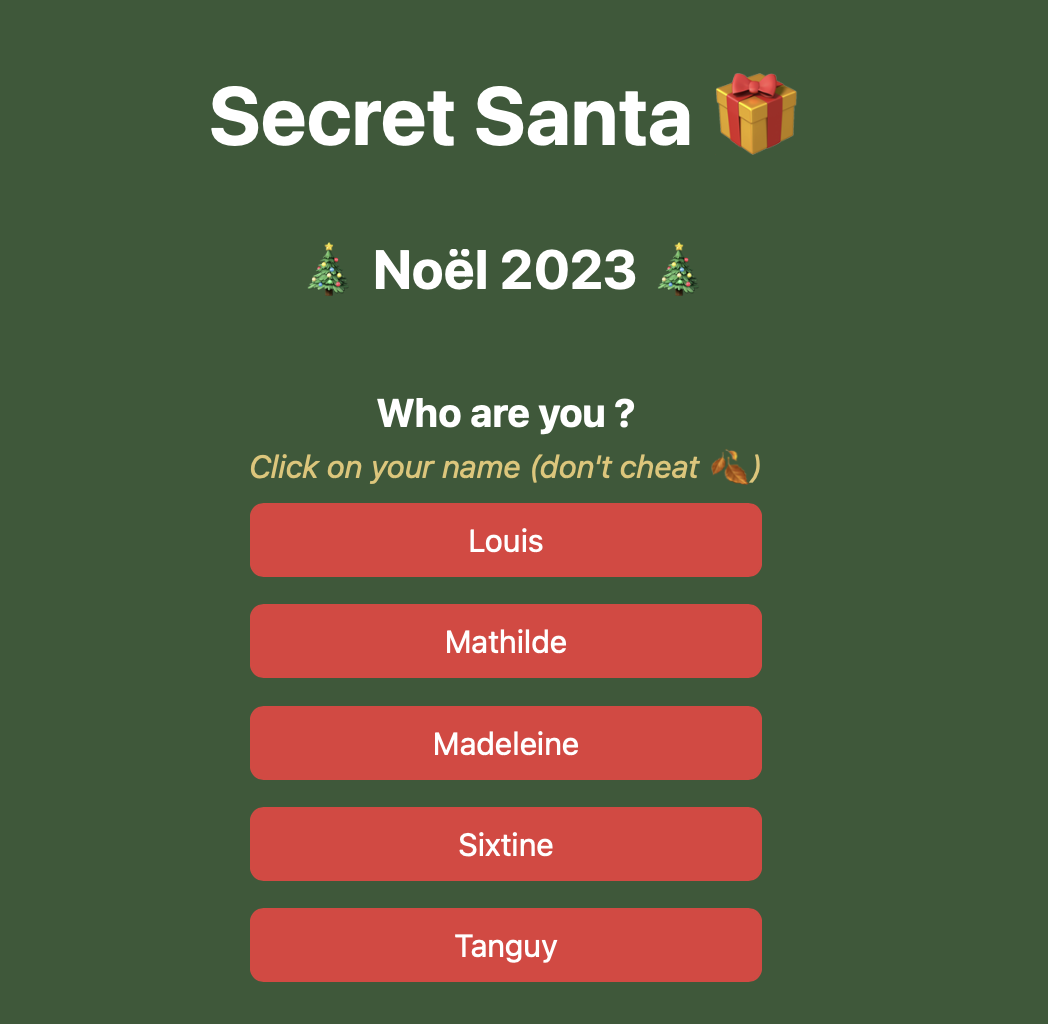 Secret Santa 🎁
🎄 Noël 2023 🎄
Who are you ?
Click on your name (don't cheat 🍂)
Louis
Mathilde
Madeleine
Sixtine
Tanguy